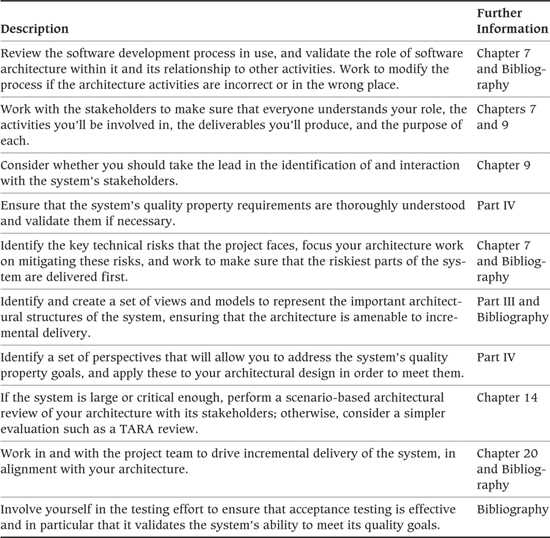 Description Further Information
Review the software development process in use, and validate the role of software Chapter 7
architecture within it and its relationship to other activities. Work to modify the and Bibliog-
process if the architecture activities are incorrect or in the wrong place. raphy
Work with the stakeholders to make sure that everyone understands your role, the Chapters 7
activities you'll be involved in, the deliverables you'll produce, and the purpose of and 9
each.
Consider whether you should take the lead in the identification of and interaction Chapter 9
with the system's stakeholders.
Ensure that the system's quality property requirements are thoroughly understood Part IV
and validate them if necessary.
Identify the key technical risks that the project faces, focus your architecture work Chapter 7
on mitigating these risks, and work to make sure that the riskiest parts of the sys- and Bibliog-
tem are delivered first. raphy
Identify and create a set of views and models to represent the important architect- Part III and
ural structures of the system, ensuring that the architecture is amenable to incre- Bibliography
mental delivery.
Identify a set of perspectives that will allow you to address the system's quality Part IV
property goals, and apply these to your architectural design in order to meet them.
If the system is large or critical enough, perform a scenario-based architectural Chapter 14
review of your architecture with its stakeholders; otherwise, consider a simpler
evaluation such as a TARA review.
Work in and with the project team to drive incremental delivery of the system, in Chapter 20
alignment with your architecture. and Bibliog-
raphy
Involve yourself in the testing effort to ensure that acceptance testing is effective Bibliography
and in particular that it validates the system's ability to meet its quality goals.